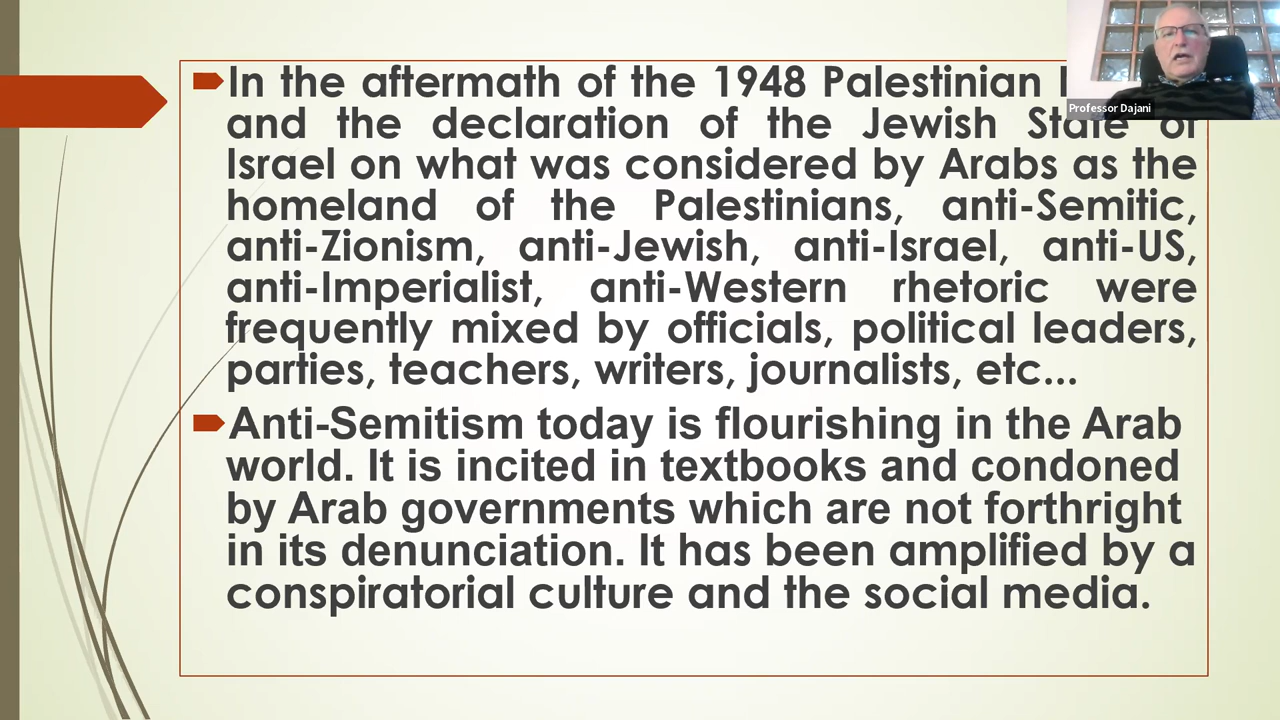 In the aftermath of the 1948 Palestinian
Professor Dajani
and the declaration of the Jewish State of
Israel on what was considered by Arabs as the
homeland of the Palestinians, anti-Semitic,
anti-Zionism, anti-Jewish, anti-Israel, anti-US,
anti-Imperialist, anti-Western rhetoric were
frequently mixed by officials, political leaders,
parties, teachers, writers, journalists, etc...
Anti-Semitism today is flourishing in the Arab
world. It is incited in textbooks and condoned
by Arab governments which are not forthright
in its denunciation. It has been amplified by a
conspiratorial culture and the social media.